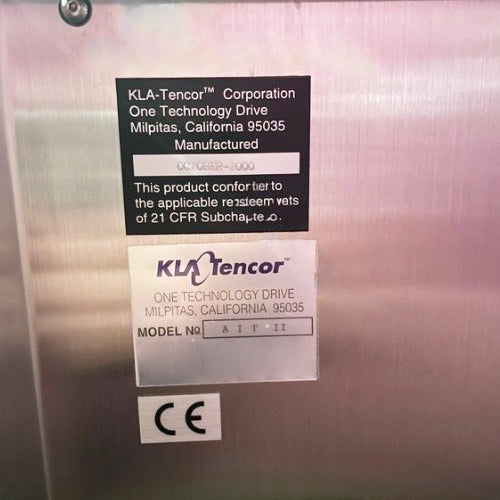 KLA-Tencor™ Corporation
One Technology Drive
Milpitas, California 95035
Manufactured
OCTOBER-2000
This product to
the applicable
of 21 CFR
KLA Tencor™
ONE TECHNOLOGY DRIVE
MILPITAS, CALIFORNIA 95035
MODEL NO AIT II
CE